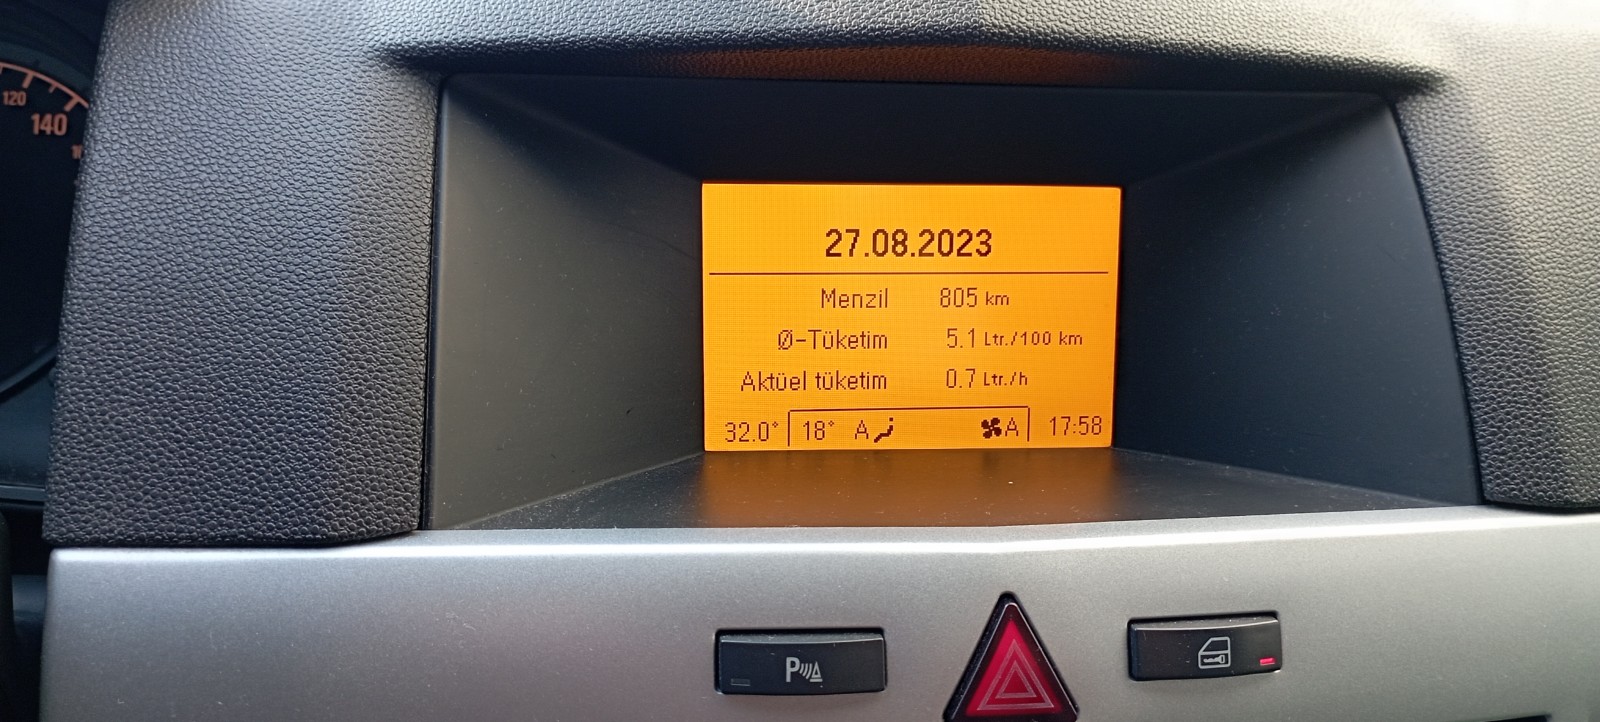 120
140
27.08.2023
Menzil 805 km
Ø-Tüketim 5.1 Ltr./100 km
Aktüel tüketim 0.7 Ltr./h
32.0° 18° A A 17:58
P